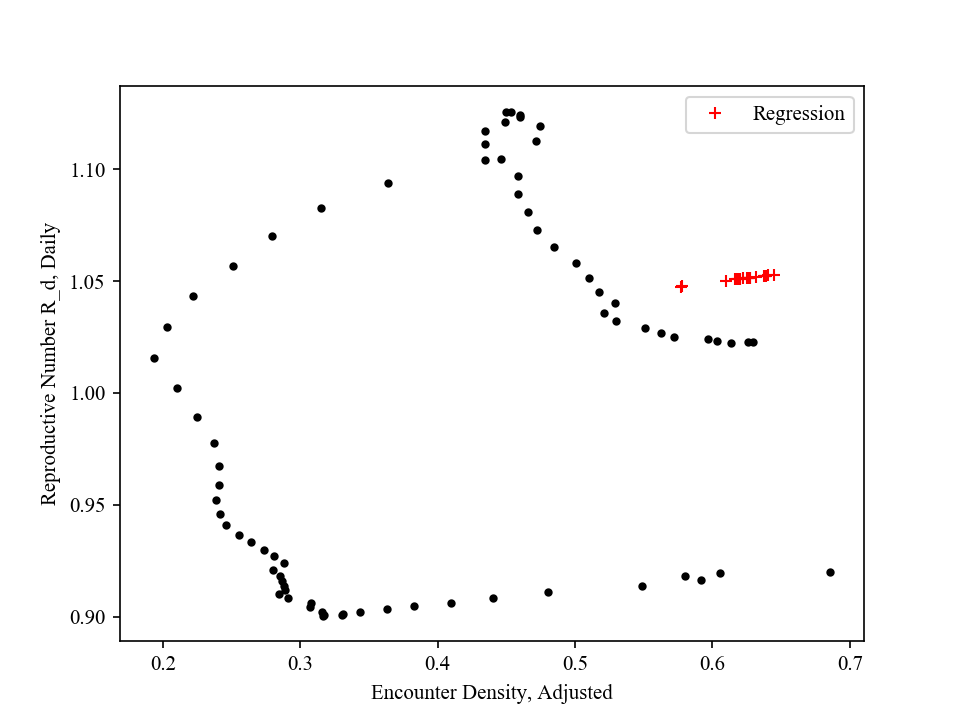 Regression
1.10
1.05
1.00
0.95
0.90
Reproductive Number R_d, Daily
0.2 0.3 0.4 0.5 0.6 0.7
Encounter Density, Adjusted